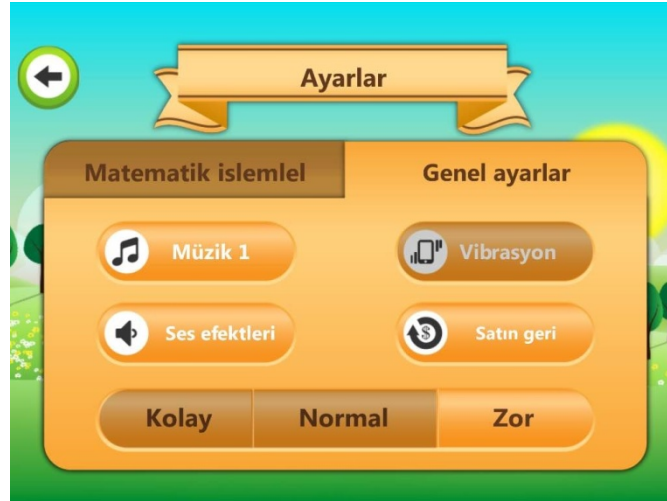 Ayarlar
Matematik islemlel
Genel ayarlar
Müzik 1
Vibrasyon
Ses efektleri
$
Satın geri
Kolay
Normal
Zor